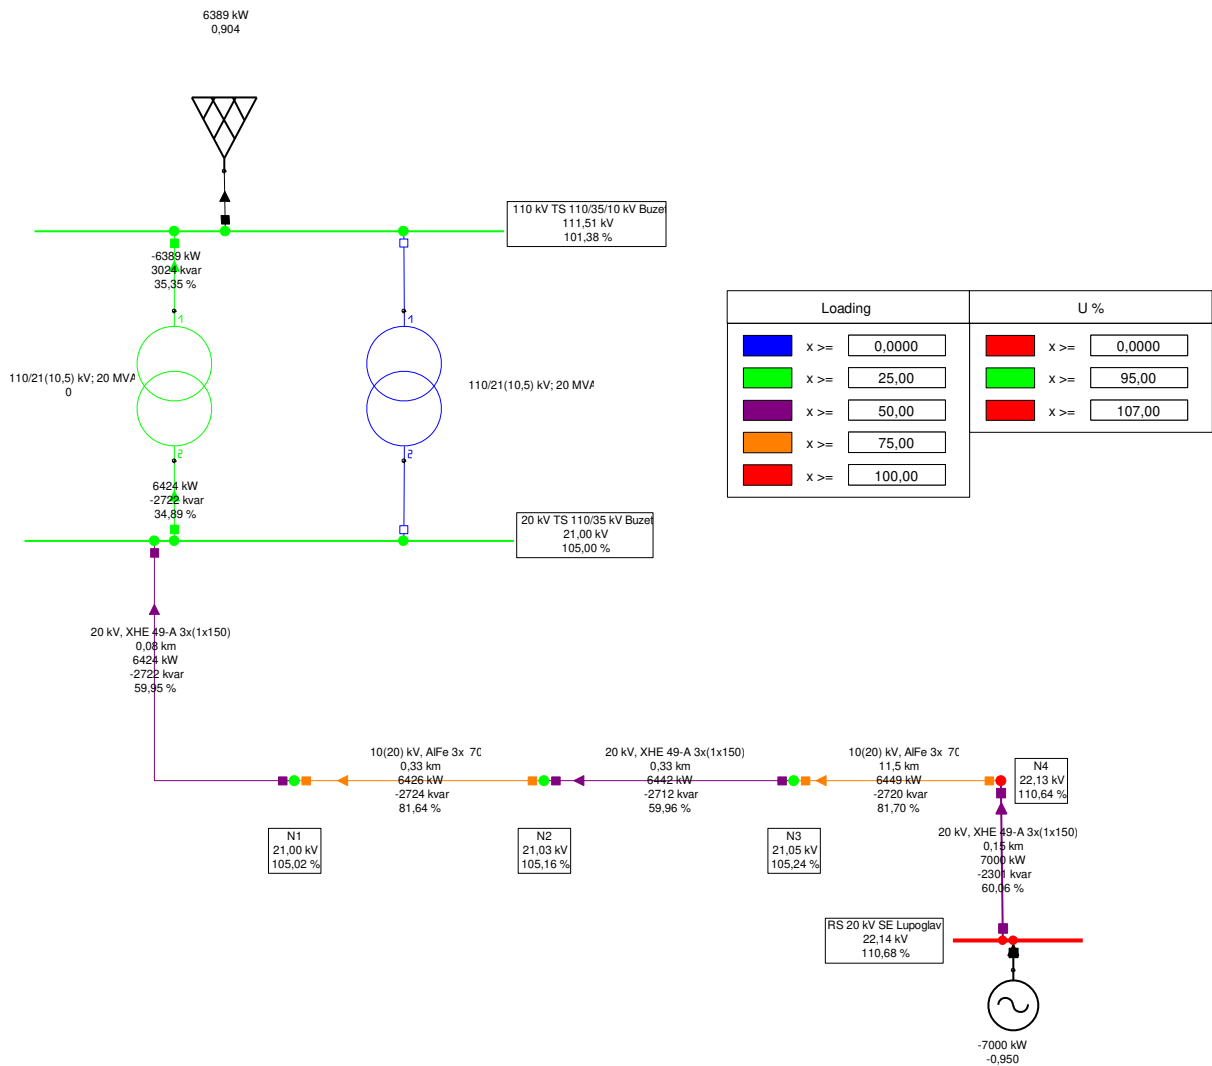 6389 kW
0,904
110 kV TS 110/35/10 kV Buzet
111,51 kV
101,38 %
-6389 kW
3024 kvar
35,35 %
1
1
110/21(10,5) kV; 20 MVA
0
110/21(10,5) kV; 20 MVA
2
2
6424 kW
-2722 kvar
34,89 %
20 kV TS 110/35 kV Buzet
21,00 kV
105,00 %
Loading
U %
x >= 0,0000
x >= 25,00
x >= 50,00
x >= 75,00
x >= 100,00
x >= 0,0000
x >= 95,00
x >= 107,00
20 kV, XHE 49-A 3x(1x150)
0,08 km
6424 kW
-2722 kvar
59,95 %
10(20) kV, AlFe 3x 70
0,33 km
6426 kW
-2724 kvar
81,64 %
20 kV, XHE 49-A 3x(1x150)
0,33 km
6442 kW
-2712 kvar
59,96 %
10(20) kV, AlFe 3x 70
11,5 km
6449 kW
-2720 kvar
81,70 %
N4
22,13 kV
110,64 %
N1
21,00 kV
105,02 %
N2
21,03 kV
105,16 %
N3
21,05 kV
105,24 %
20 kV, XHE 49-A 3x(1x150)
0,15 km
7000 kW
-2301 kvar
60,06 %
RS 20 kV SE Lupoglav
22,14 kV
110,68 %
-7000 kW
-0,950